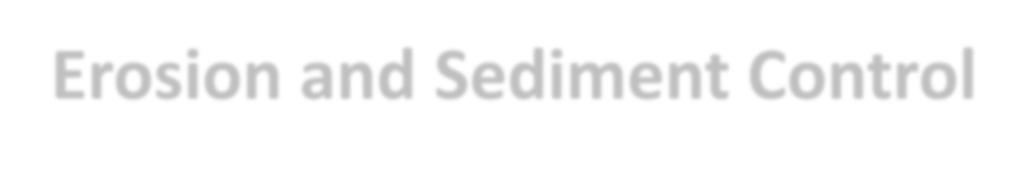 Erosion and Sediment Control